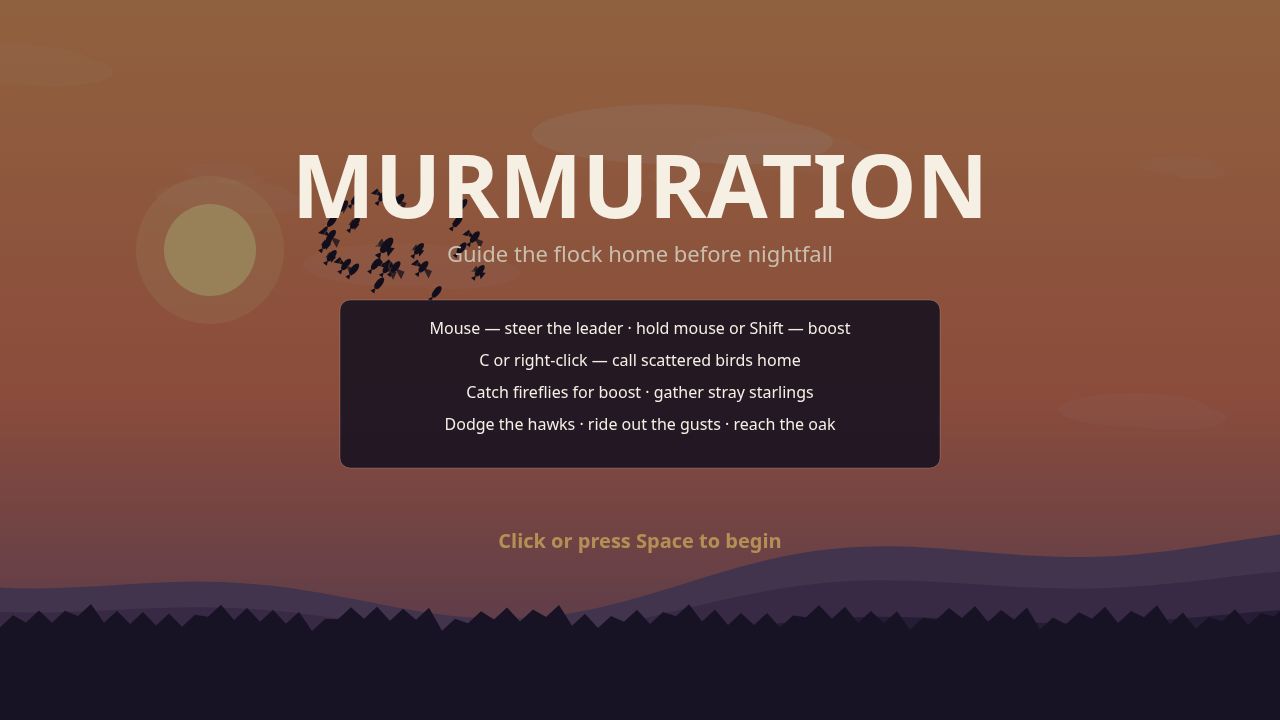 MURMURATION
Guide the flock home before nightfall
Mouse — steer the leader · hold mouse or Shift — boost
C or right-click — call scattered birds home
Catch fireflies for boost · gather stray starlings
Dodge the hawks · ride out the gusts · reach the oak
Click or press Space to begin